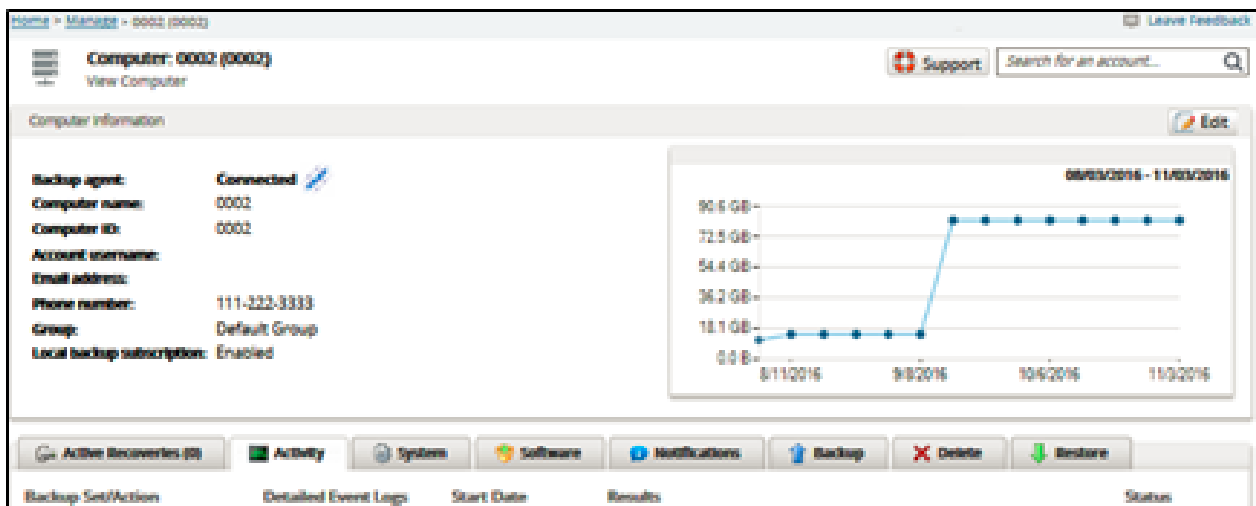 Home > Manage > 0002 (0002)
Leave Feedback
Computer: 0002 (0002)
View Computer
Support
Search for an account...
Computer Information
Edit
Backup agent: Connected
Computer name: 0002
Computer ID: 0002
Account username:
Email address:
Phone number: 111-222-3333
Group: Default Group
Local backup subscription: Enabled
08/03/2016 - 11/03/2016
90.6 GB
72.5 GB
54.4 GB
36.2 GB
18.1 GB
0.0 B
8/11/2016 9/8/2016 10/6/2016 11/3/2016
Active Recoveries (0) Activity System Software Notifications Backup Delete Restore
Backup Set/Action Detailed Event Logs Start Date Results Status